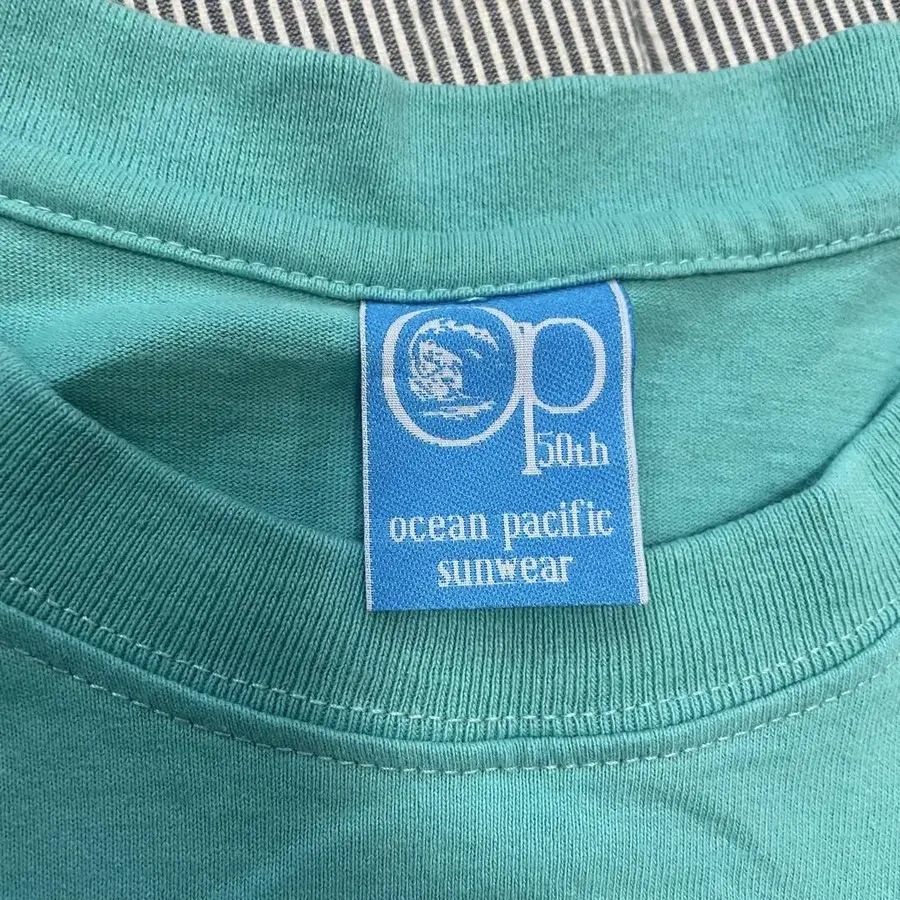 Op
50th
ocean pacific
sunwear